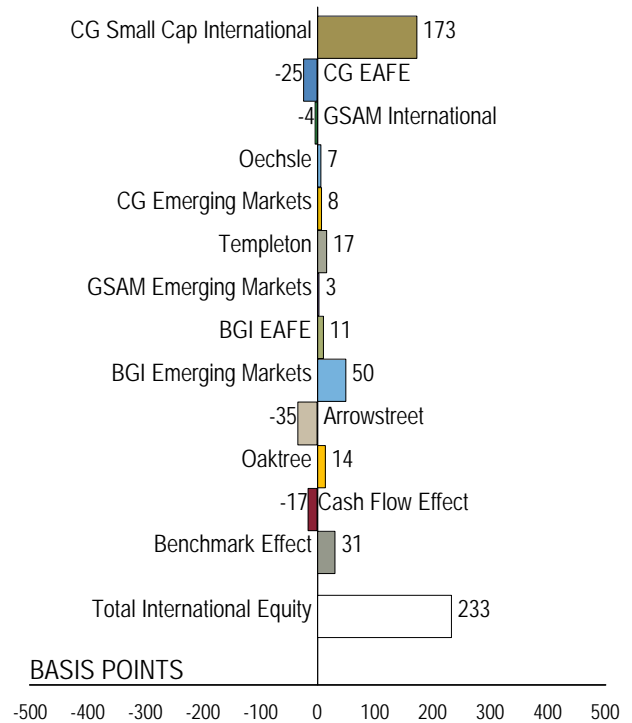 CG Small Cap International 173
-25 CG EAFE
-4 GSAM International
Oechsle 7
CG Emerging Markets 8
Templeton 17
GSAM Emerging Markets 3
BGI EAFE 11
BGI Emerging Markets 50
-35 Arrowstreet
Oaktree 14
-17 Cash Flow Effect
Benchmark Effect 31
Total International Equity 233
BASIS POINTS
-500 -400 -300 -200 -100 0 100 200 300 400 500